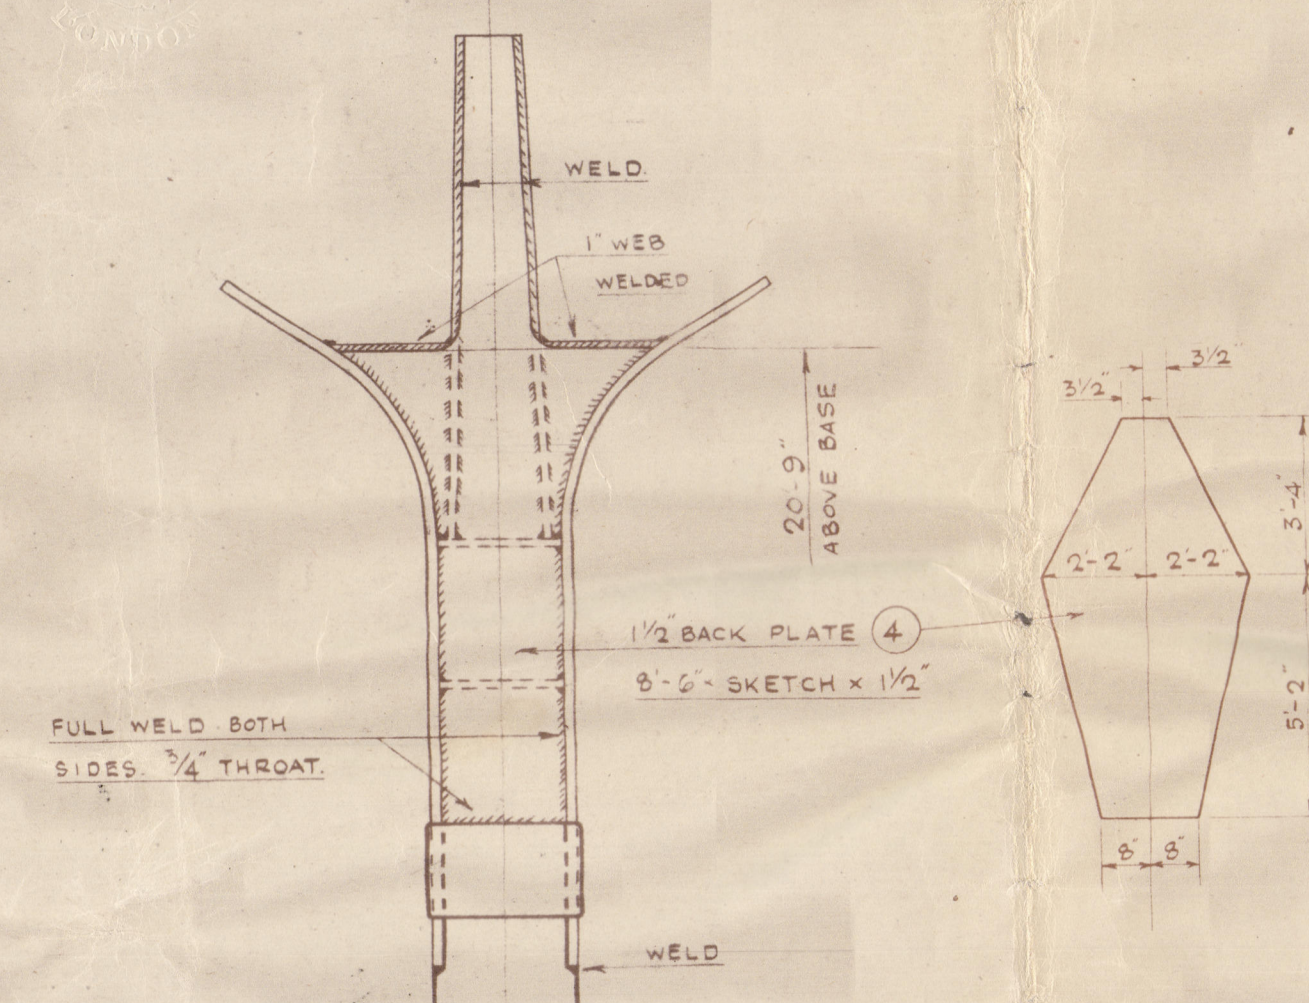 LONDON
WELD.
1" WEB
WELDED
3½"
3½"
20'-9"
ABOVE BASE
3'-4"
2'-2" 2'-2"
1½" BACK PLATE 4
8'-6" × SKETCH × 1½"
5'-2"
FULL WELD BOTH
SIDES. ¾" THROAT.
8" 8"
WELD